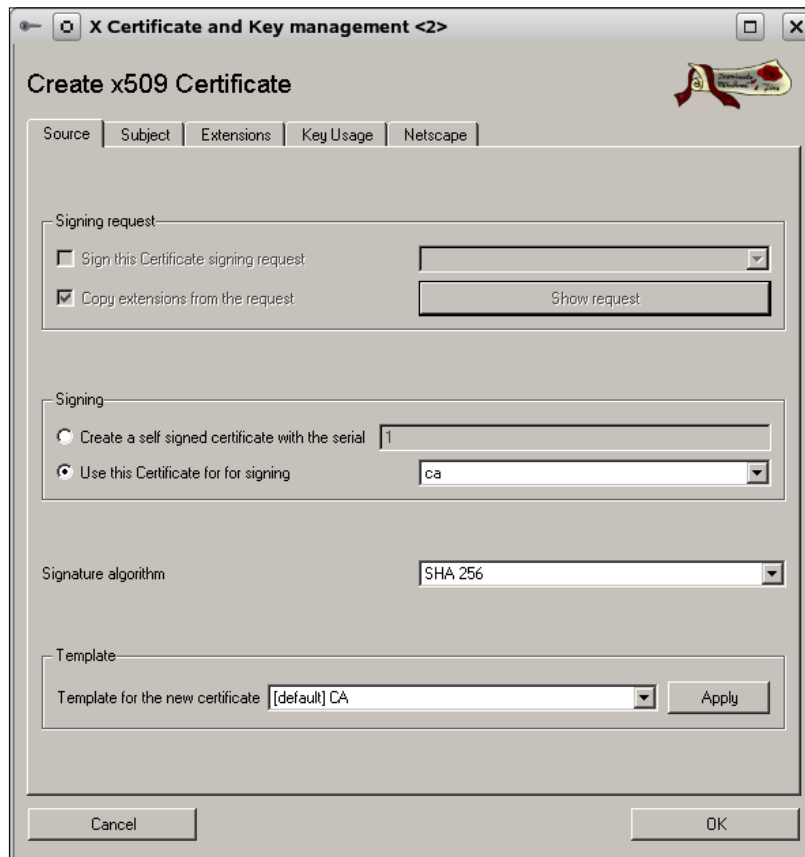 X Certificate and Key management <2>
Create x509 Certificate
Source Subject Extensions Key Usage Netscape
Signing request
Sign this Certificate signing request
Copy extensions from the request Show request
Signing
Create a self signed certificate with the serial 1
Use this Certificate for for signing ca
Signature algorithm SHA 256
Template
Template for the new certificate [default] CA Apply
Cancel OK